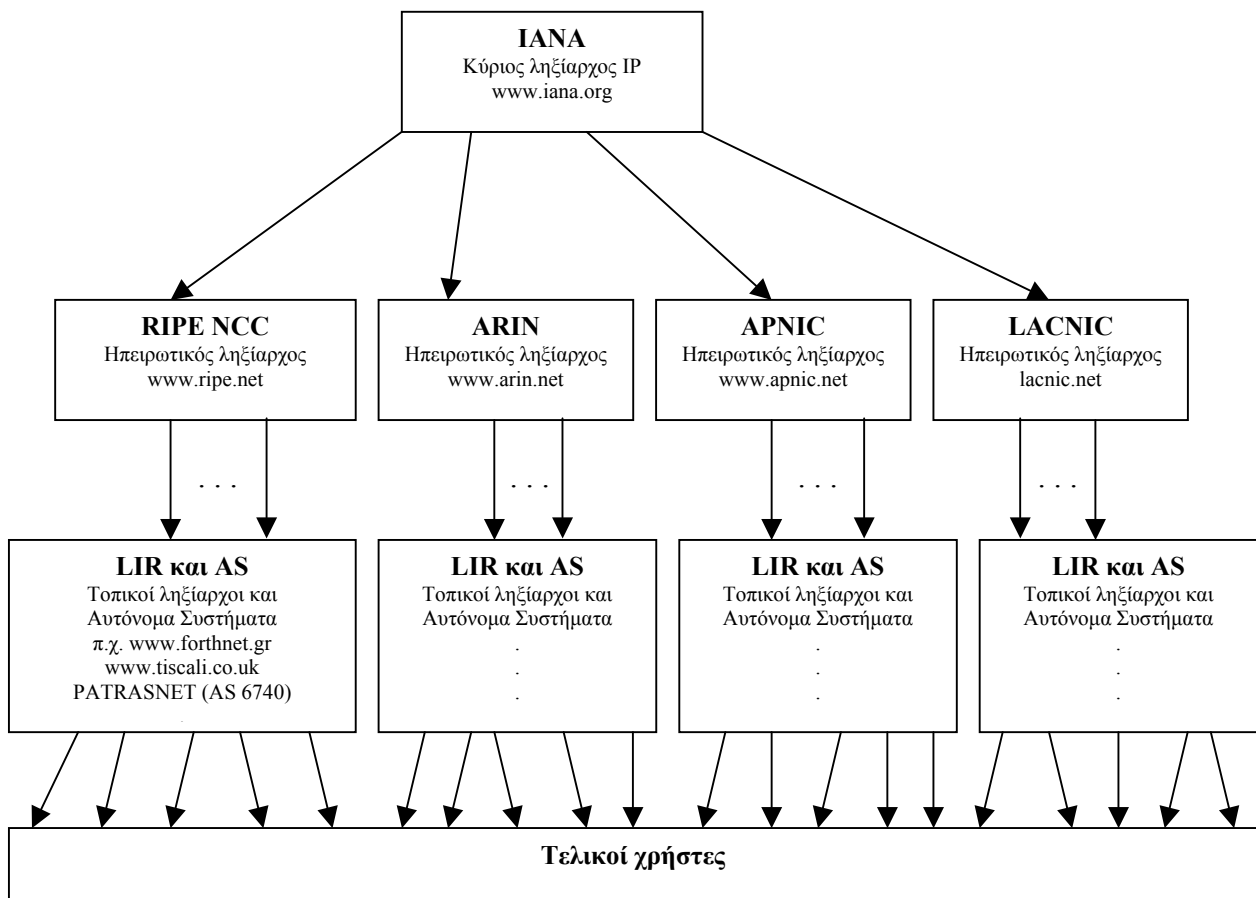 IANA
Κύριος ληξίαρχος IP
www.iana.org
RIPE NCC
Ηπειρωτικός ληξίαρχος
www.ripe.net
ARIN
Ηπειρωτικός ληξίαρχος
www.arin.net
APNIC
Ηπειρωτικός ληξίαρχος
www.apnic.net
LACNIC
Ηπειρωτικός ληξίαρχος
lacnic.net
. . .
. . .
. . .
. . .
LIR και AS
Τοπικοί ληξίαρχοι και
Αυτόνομα Συστήματα
π.χ. www.forthnet.gr
www.tiscali.co.uk
PATRASNET (AS 6740)
.
LIR και AS
Τοπικοί ληξίαρχοι και
Αυτόνομα Συστήματα
.
.
.
LIR και AS
Τοπικοί ληξίαρχοι και
Αυτόνομα Συστήματα
.
.
.
LIR και AS
Τοπικοί ληξίαρχοι και
Αυτόνομα Συστήματα
.
.
.
Τελικοί χρήστες